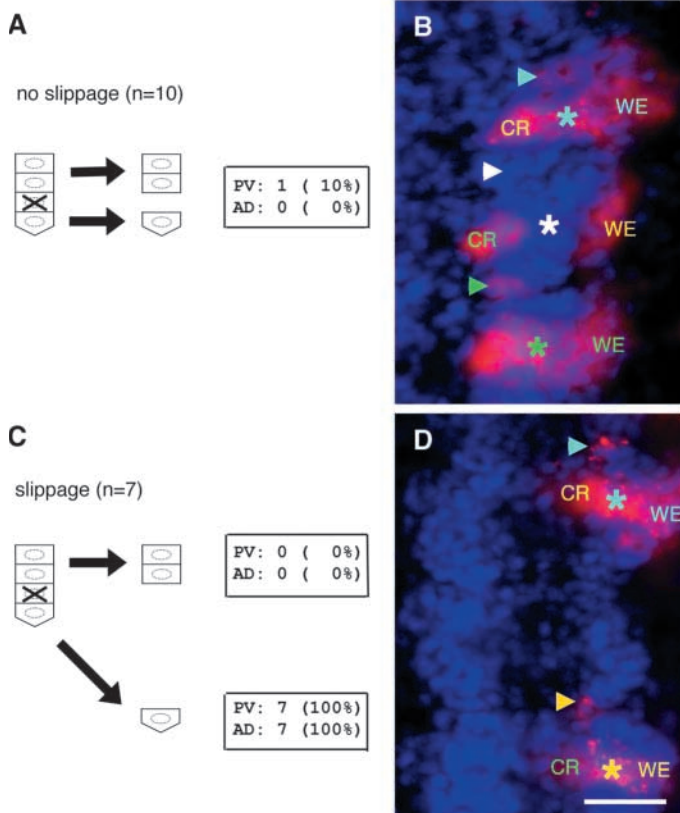 A
no slippage (n=10)
PV: 1 ( 10%)
AD: 0 (  0%)
B
WE
CR
*
CR
*
WE
*
WE
C
slippage (n=7)
PV: 0 (  0%)
AD: 0 (  0%)
PV: 7 (100%)
AD: 7 (100%)
D
CR
*
WE
CR
*
WE